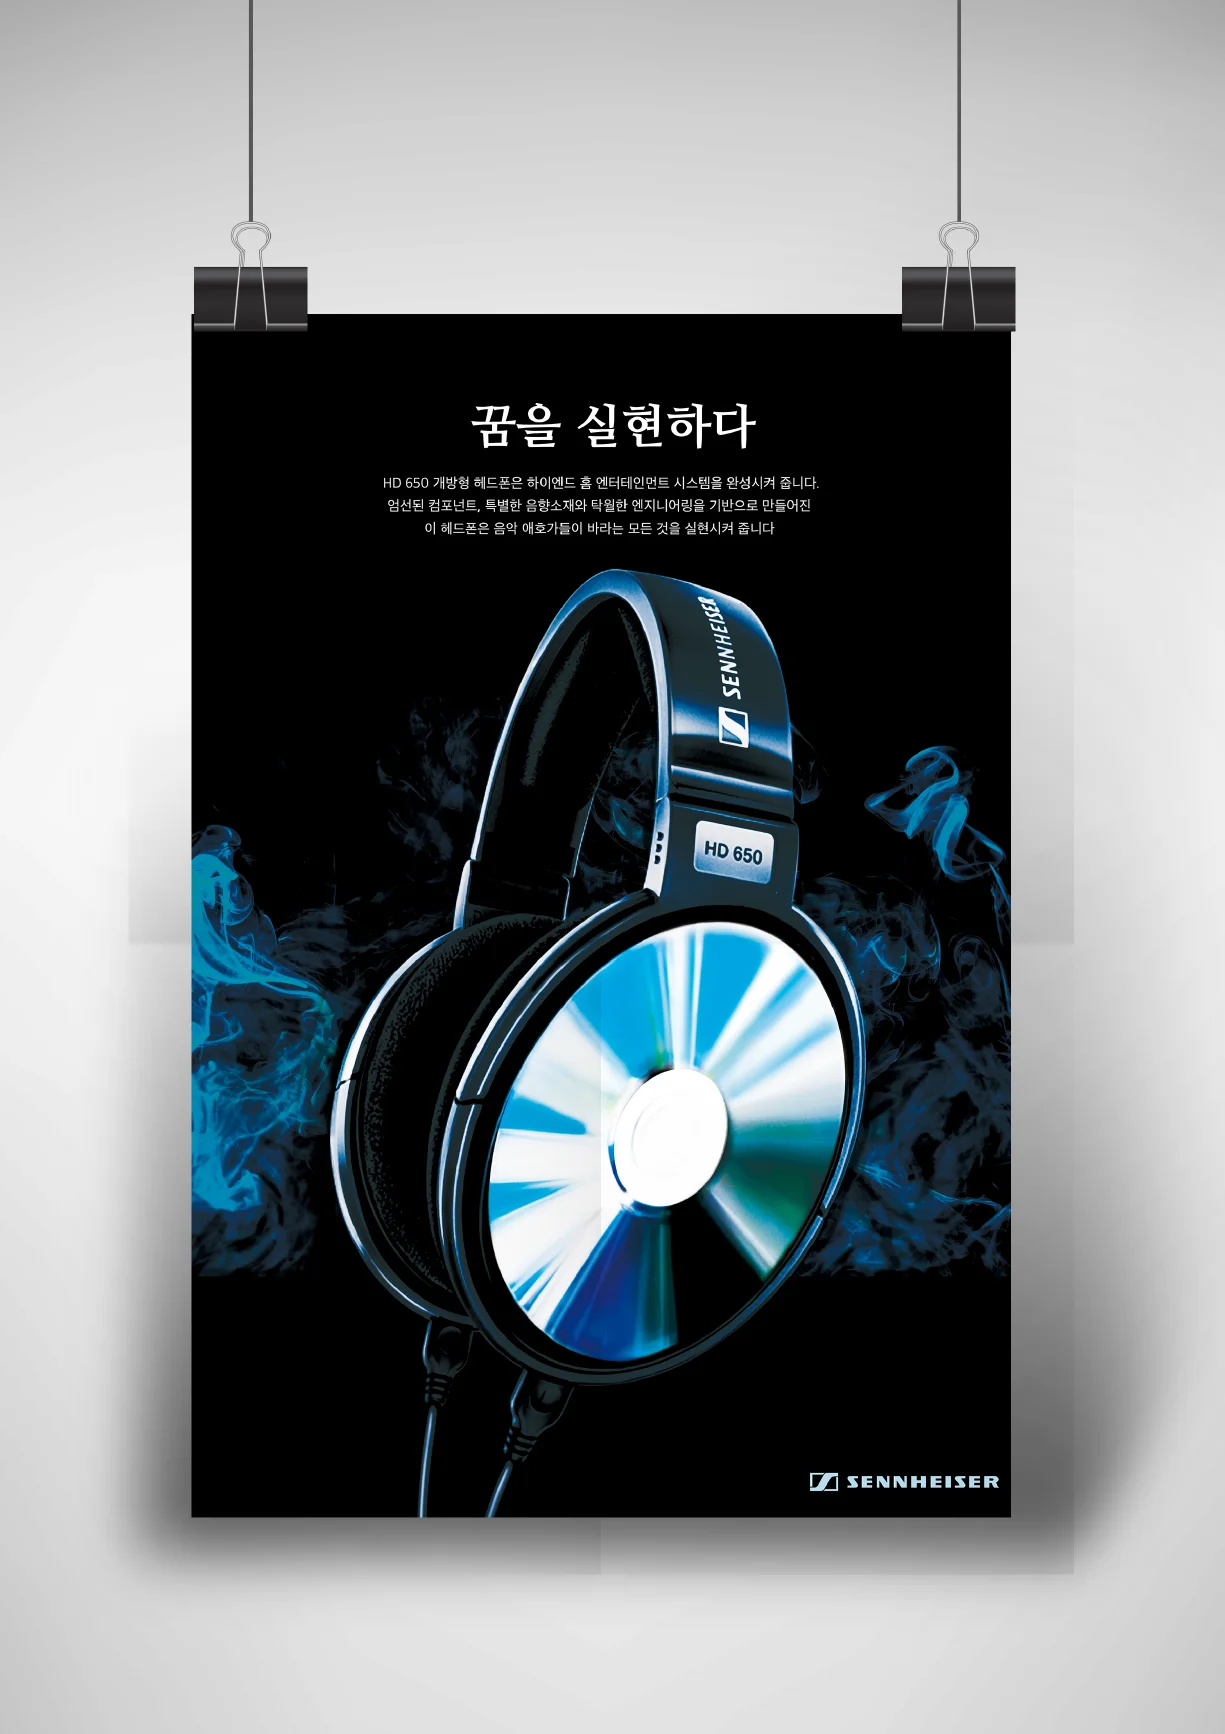 꿈을 실현하다
HD 650 개방형 헤드폰은 하이엔드 홈 엔터테인먼트 시스템을 완성시켜 줍니다.
엄선된 컴포넌트, 특별한 음향소재와 탁월한 엔지니어링을 기반으로 만들어진
이 헤드폰은 음악 애호가들이 바라는 모든 것을 실현시켜 줍니다
SENNHEISER
HD 650
SENNHEISER